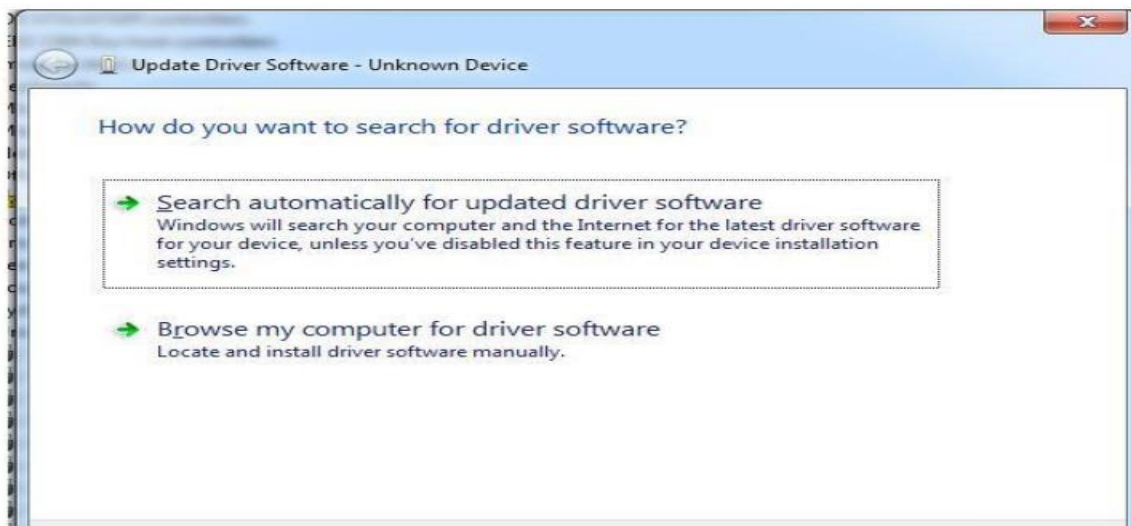 Update Driver Software - Unknown Device
How do you want to search for driver software?
Search automatically for updated driver software
Windows will search your computer and the Internet for the latest driver software
for your device, unless you've disabled this feature in your device installation
settings.
Browse my computer for driver software
Locate and install driver software manually.